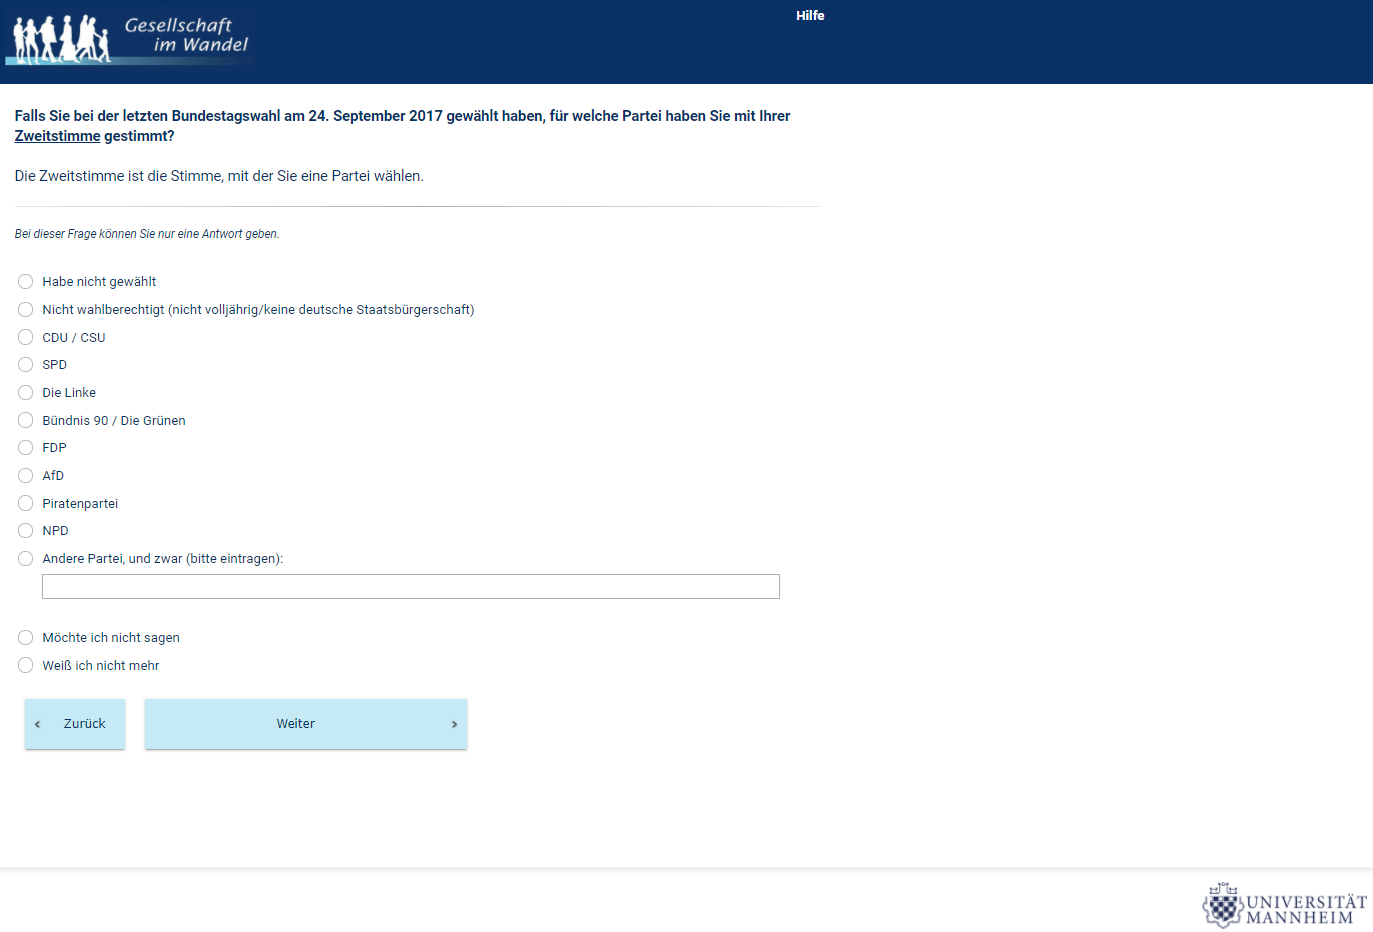 Gesellschaft
im Wandel
Hilfe
Falls Sie bei der letzten Bundestagswahl am 24. September 2017 gewählt haben, für welche Partei haben Sie mit Ihrer
Zweitstimme gestimmt?
Die Zweitstimme ist die Stimme, mit der Sie eine Partei wählen.
Bei dieser Frage können Sie nur eine Antwort geben.
Habe nicht gewählt
Nicht wahlberechtigt (nicht volljährig/keine deutsche Staatsbürgerschaft)
CDU / CSU
SPD
Die Linke
Bündnis 90 / Die Grünen
FDP
AfD
Piratenpartei
NPD
Andere Partei, und zwar (bitte eintragen):
Möchte ich nicht sagen
Weiß ich nicht mehr
‹ Zurück
Weiter ›
UNIVERSITÄT
MANNHEIM